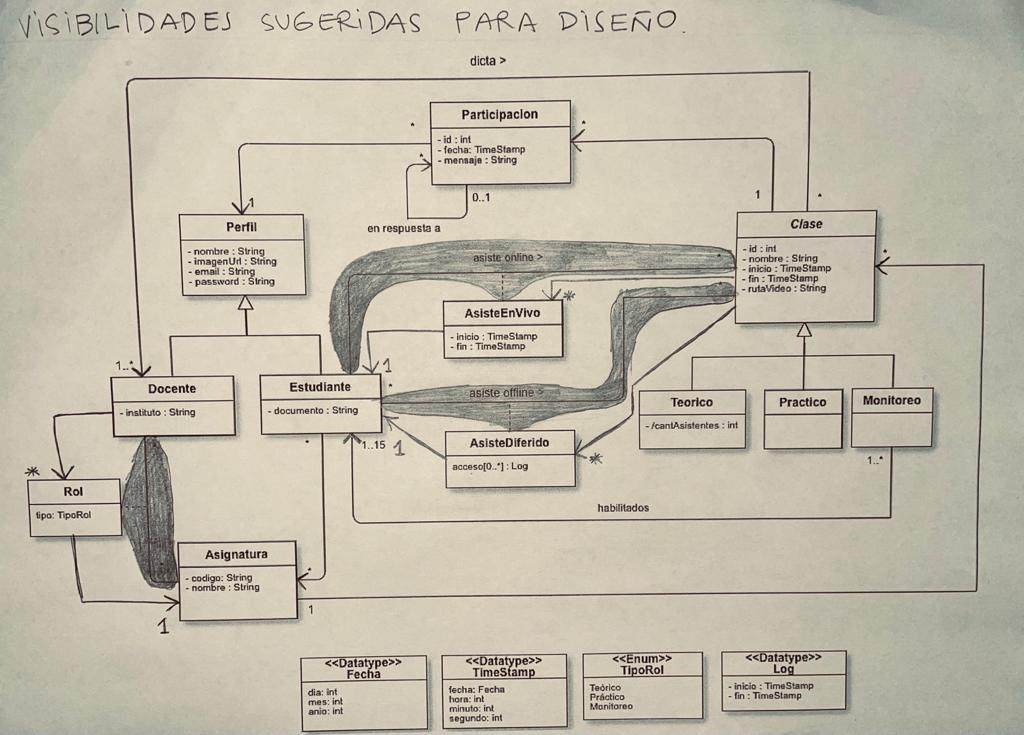 VISIBILIDADES SUGERIDAS PARA DISEÑO.
dicta >
Participacion
- id : int
- fecha: TimeStamp
- mensaje : String
*
*
*
0..1
en respuesta a
1
1
*
Perfil
- nombre : String
- imagenUrl : String
- email : String
- password : String
Clase
- id : int
- nombre : String
- inicio : TimeStamp
- fin : TimeStamp
- rutaVideo : String
*
asiste online >
*
*
AsisteEnVivo
- inicio : TimeStamp
- fin : TimeStamp
1
1..*
Docente
- instituto : String
Estudiante
- documento : String
*
*
asiste offline >
1..15
1
AsisteDiferido
acceso[0..*] : Log
*
Teorico
- /cantAsistentes : int
Practico
Monitoreo
1..*
habilitados
*
Rol
tipo: TipoRol
*
Asignatura
- codigo: String
- nombre : String
*
1
1
<<Datatype>>
Fecha
dia: int
mes: int
anio: int
<<Datatype>>
TimeStamp
fecha: Fecha
hora: int
minuto: int
segundo: int
<<Enum>>
TipoRol
Teòrico
Pràctico
Monitoreo
<<Datatype>>
Log
- inicio : TimeStamp
- fin : TimeStamp